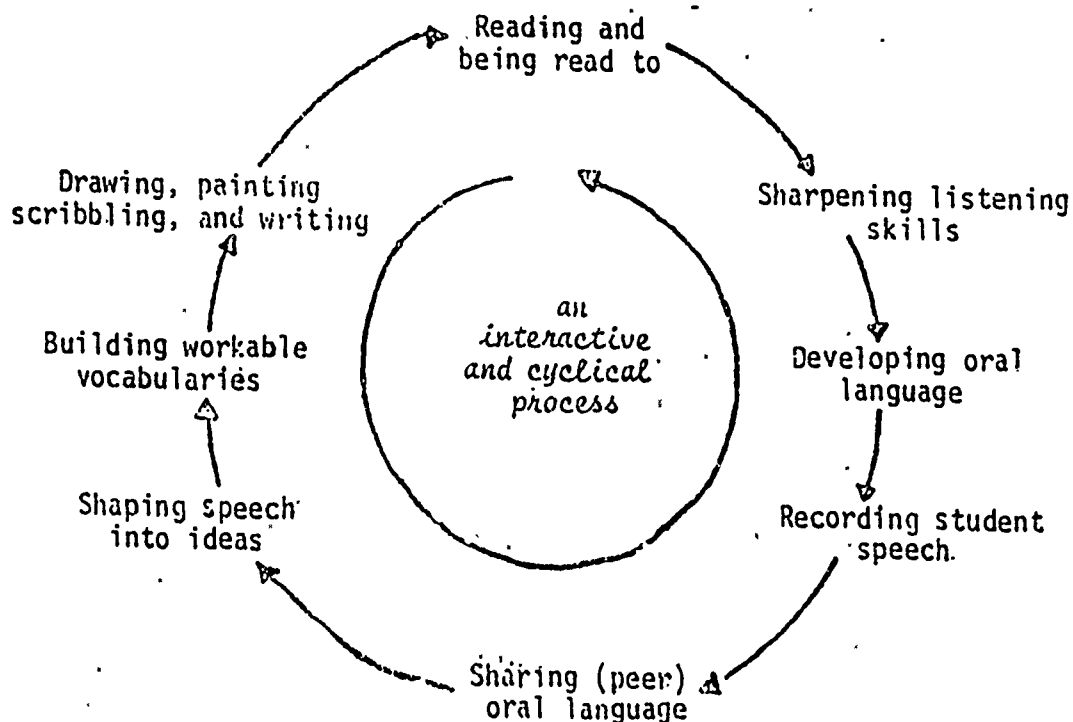 Reading and
being read to
Sharpening listening
skills
Developing oral
language
Recording student
speech.
Sharing (peer)
oral language
Shaping speech
into ideas
Building workable
vocabularies
Drawing, painting
scribbling, and writing
an
interactive
and cyclical
process